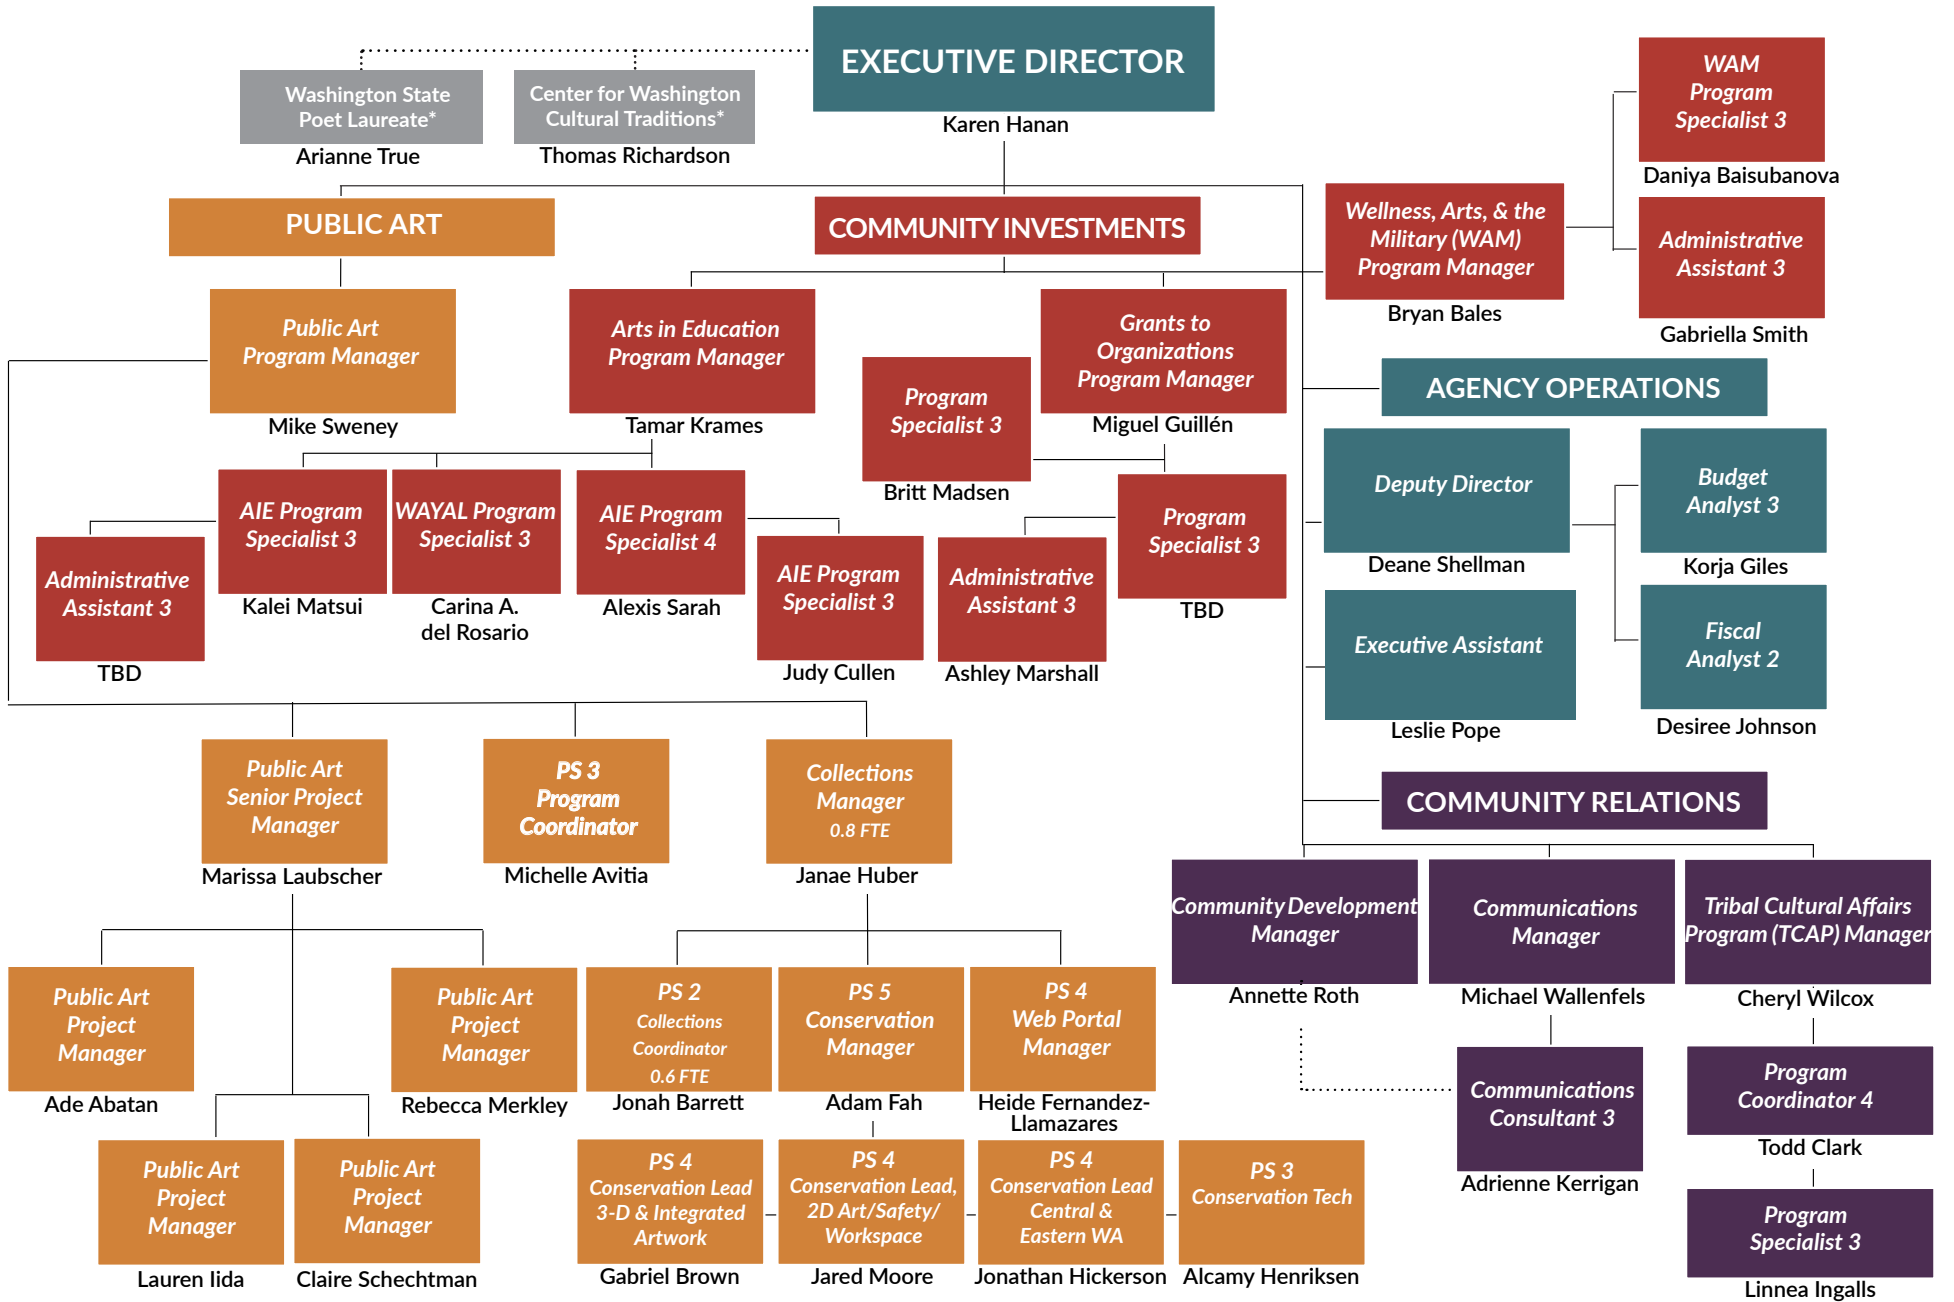 EXECUTIVE DIRECTOR
Karen Hanan
Washington State
Poet Laureate*
Arianne True
Center for Washington
Cultural Traditions*
Thomas Richardson
PUBLIC ART
COMMUNITY INVESTMENTS
Wellness, Arts, & the
Military (WAM)
Program Manager
Bryan Bales
WAM
Program
Specialist 3
Daniya Baisubanova
Administrative
Assistant 3
Gabriella Smith
Public Art
Program Manager
Mike Sweney
Arts in Education
Program Manager
Tamar Krames
Grants to
Organizations
Program Manager
Miguel Guillén
Program
Specialist 3
Britt Madsen
AGENCY OPERATIONS
Deputy Director
Deane Shellman
Budget
Analyst 3
Korja Giles
Executive Assistant
Leslie Pope
Fiscal
Analyst 2
Desiree Johnson
Administrative
Assistant 3
TBD
AIE Program
Specialist 3
Kalei Matsui
WAYAL Program
Specialist 3
Carina A.
del Rosario
AIE Program
Specialist 4
Alexis Sarah
AIE Program
Specialist 3
Judy Cullen
Administrative
Assistant 3
Ashley Marshall
Program
Specialist 3
TBD
Public Art
Senior Project
Manager
Marissa Laubscher
PS 3
Program
Coordinator
Michelle Avitia
Collections
Manager
0.8 FTE
Janae Huber
COMMUNITY RELATIONS
Community Development
Manager
Annette Roth
Communications
Manager
Michael Wallenfels
Tribal Cultural Affairs
Program (TCAP) Manager
Cheryl Wilcox
Public Art
Project
Manager
Ade Abatan
Public Art
Project
Manager
Rebecca Merkley
PS 2
Collections
Coordinator
0.6 FTE
Jonah Barrett
PS 5
Conservation
Manager
Adam Fah
PS 4
Web Portal
Manager
Heide Fernandez-
Llamazares
Communications
Consultant 3
Adrienne Kerrigan
Program
Coordinator 4
Todd Clark
Public Art
Project
Manager
Lauren Iida
Public Art
Project
Manager
Claire Schechtman
PS 4
Conservation Lead
3-D & Integrated
Artwork
Gabriel Brown
PS 4
Conservation Lead,
2D Art/Safety/
Workspace
Jared Moore
PS 4
Conservation Lead
Central &
Eastern WA
Jonathan Hickerson
PS 3
Conservation Tech
Alcamy Henriksen
Program
Specialist 3
Linnea Ingalls